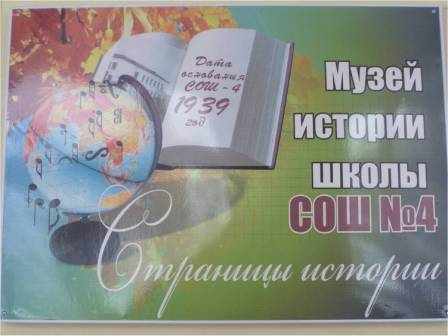 Дата
основания
СОШ - 4
1939
год
Музей
истории
школы
СОШ №4
Страницы истории